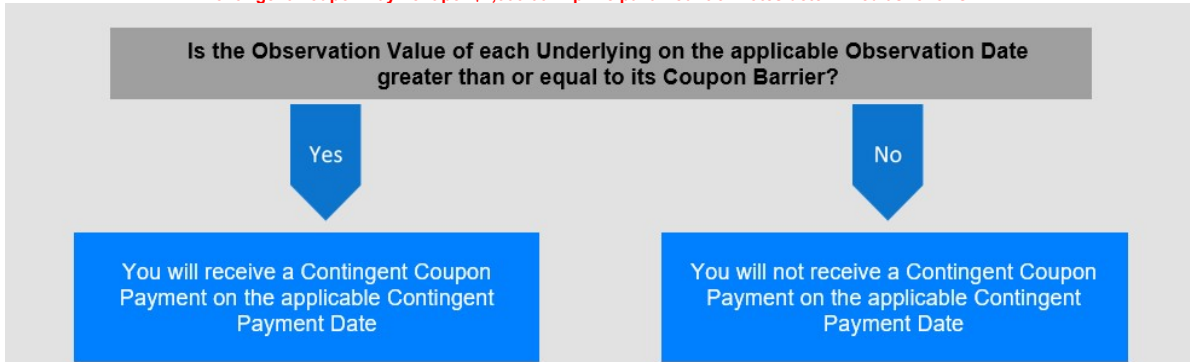 Is the Observation Value of each Underlying on the applicable Observation Date
greater than or equal to its Coupon Barrier?
Yes
No
You will receive a Contingent Coupon
Payment on the applicable Contingent
Payment Date
You will not receive a Contingent Coupon
Payment on the applicable Contingent
Payment Date